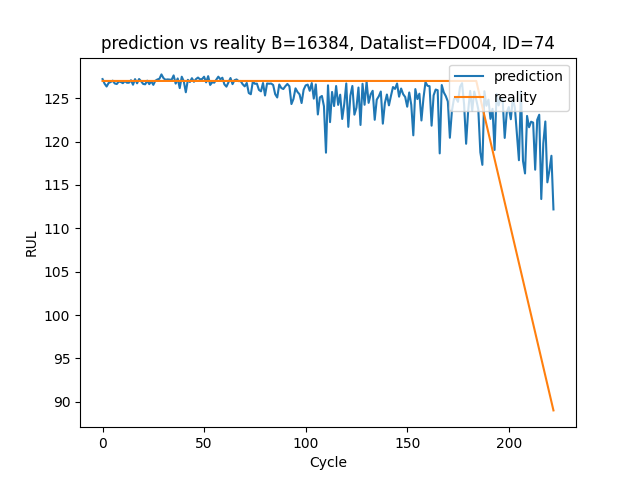 prediction vs reality B=16384, Datalist=FD004, ID=74
prediction
reality
RUL
125
120
115
110
105
100
95
90
0 50 100 150 200
Cycle